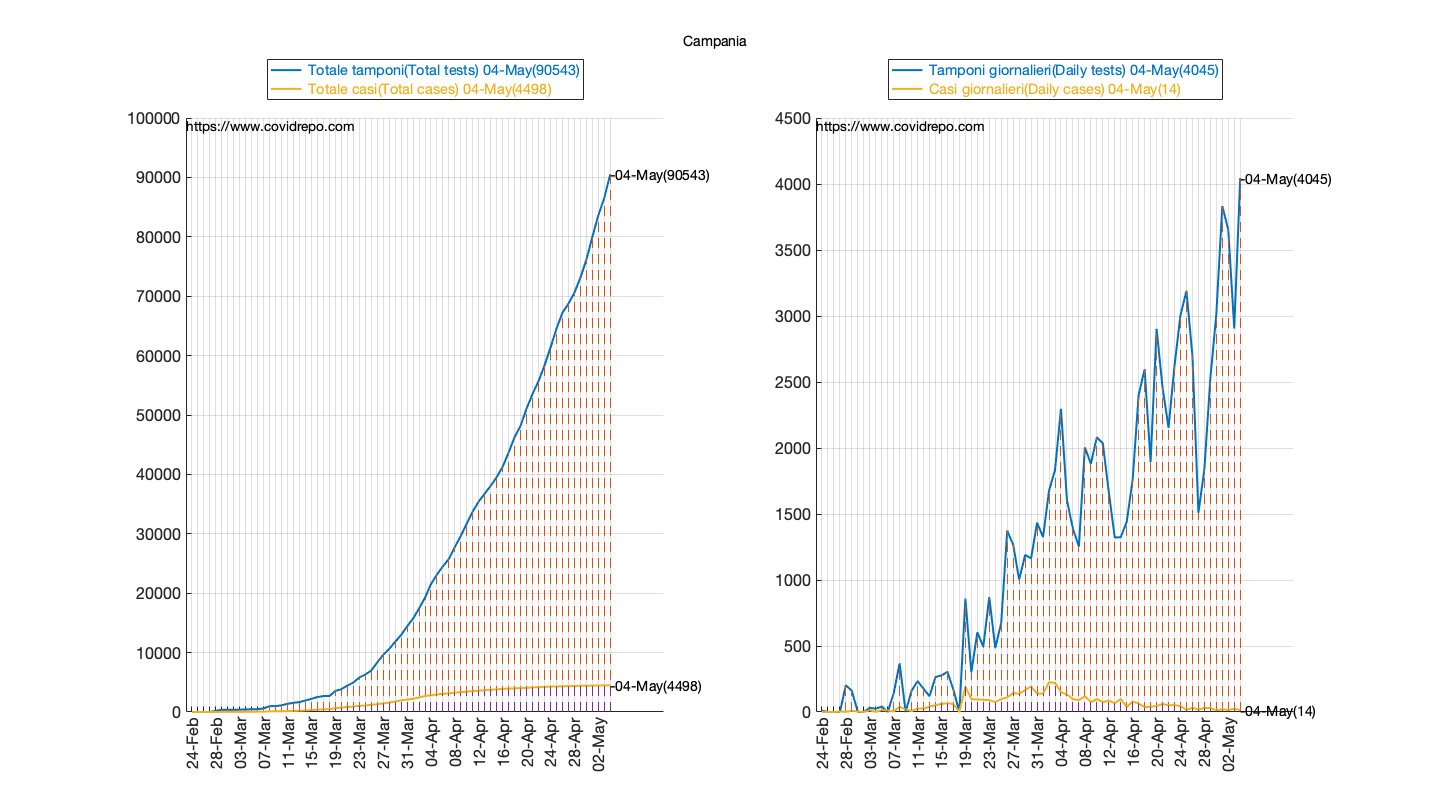 Campania
Totale tamponi(Total tests) 04-May(90543)
Totale casi(Total cases) 04-May(4498)
100000
90000
80000
70000
60000
50000
40000
30000
20000
10000
0
https://www.covidrepo.com
04-May(90543)
04-May(4498)
24-Feb
28-Feb
03-Mar
07-Mar
11-Mar
15-Mar
19-Mar
23-Mar
27-Mar
31-Mar
04-Apr
08-Apr
12-Apr
16-Apr
20-Apr
24-Apr
28-Apr
02-May
Tamponi giornalieri(Daily tests) 04-May(4045)
Casi giornalieri(Daily cases) 04-May(14)
4500
4000
3500
3000
2500
2000
1500
1000
500
0
https://www.covidrepo.com
04-May(4045)
04-May(14)
24-Feb
28-Feb
03-Mar
07-Mar
11-Mar
15-Mar
19-Mar
23-Mar
27-Mar
31-Mar
04-Apr
08-Apr
12-Apr
16-Apr
20-Apr
24-Apr
28-Apr
02-May